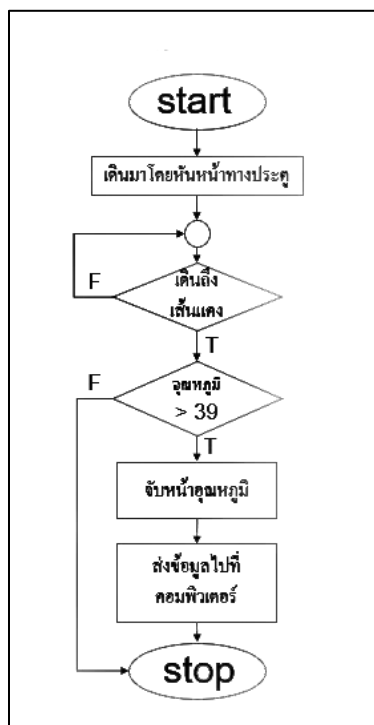 start
เดินมาโดยหันหน้าทางประตู
F
เดินถึง
เส้นแดง
T
F
อุณหภูมิ
> 39
T
จับหน้าอุณหภูมิ
ส่งข้อมูลไปที่
คอมพิวเตอร์
stop